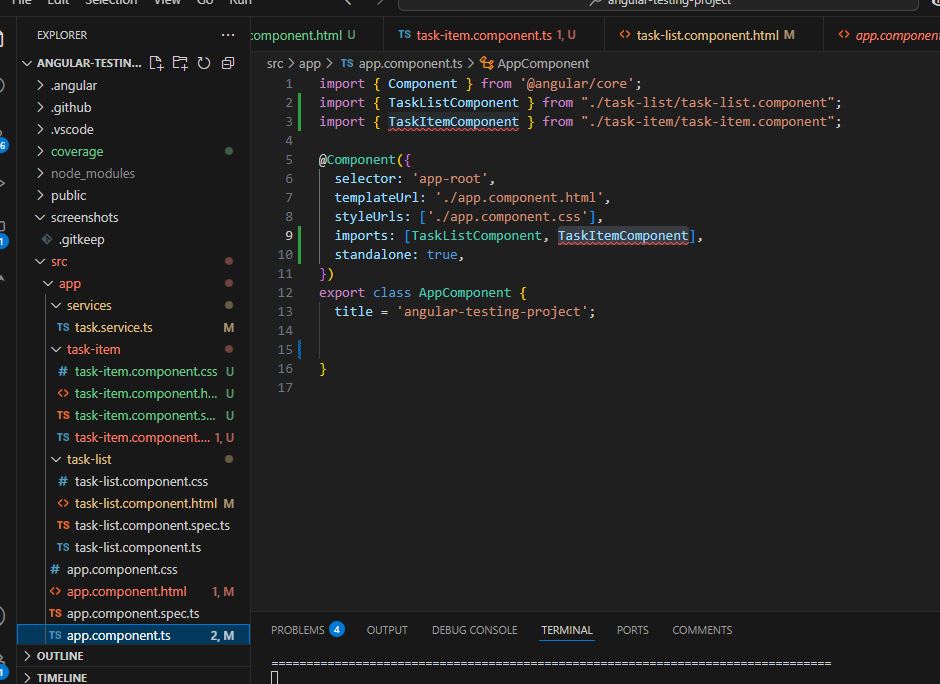 File Edit Selection View Go Run
angular-testing-project
EXPLORER
component.html U
TS task-item.component.ts 1, U
<> task-list.component.html M
<> app.component
ANGULAR-TESTIN...
src > app > TS app.component.ts > AppComponent
.angular
.github
.vscode
coverage
node_modules
public
screenshots
.gitkeep
src
app
services
TS task.service.ts M
task-item
# task-item.component.css U
<> task-item.component.h... U
TS task-item.component.s... U
TS task-item.component.... 1, U
task-list
# task-list.component.css
<> task-list.component.html M
TS task-list.component.spec.ts
TS task-list.component.ts
# app.component.css
<> app.component.html 1, M
TS app.component.spec.ts
TS app.component.ts 2, M
OUTLINE
TIMELINE
6
1
1
1 import { Component } from '@angular/core';
2 import { TaskListComponent } from "./task-list/task-list.component";
3 import { TaskItemComponent } from "./task-item/task-item.component";
4
5 @Component({
6 selector: 'app-root',
7 templateUrl: './app.component.html',
8 styleUrls: ['./app.component.css'],
9 imports: [TaskListComponent, TaskItemComponent],
10 standalone: true,
11 })
12 export class AppComponent {
13 title = 'angular-testing-project';
14
15
16 }
17
PROBLEMS 4 OUTPUT DEBUG CONSOLE TERMINAL PORTS COMMENTS
================================================================================